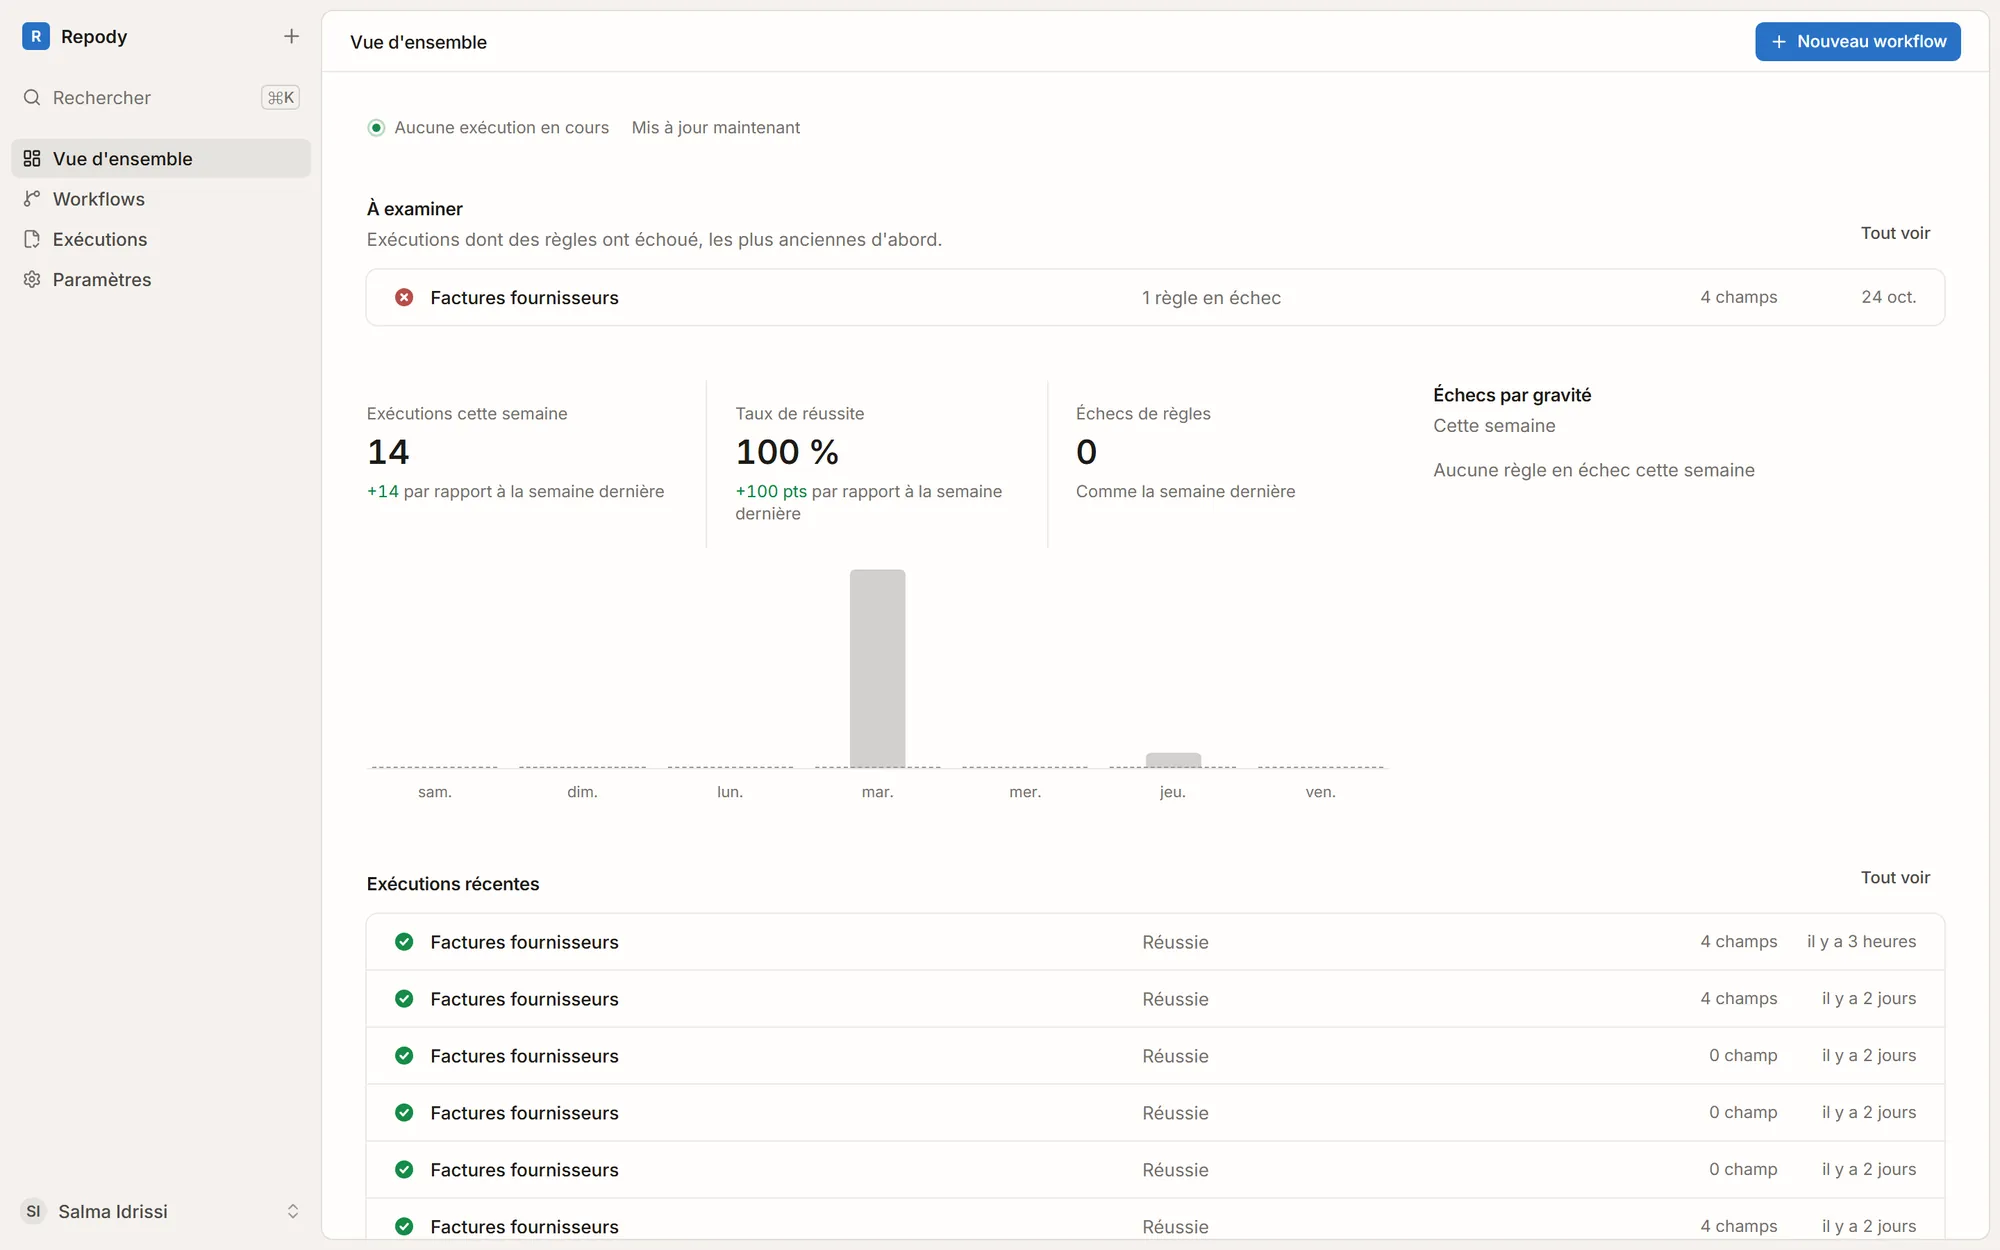 R Repody
Rechercher ⌘K
Vue d'ensemble
Workflows
Exécutions
Paramètres
SI Salma Idrissi
Vue d'ensemble
+ Nouveau workflow
Aucune exécution en cours Mis à jour maintenant
À examiner
Exécutions dont des règles ont échoué, les plus anciennes d'abord.
Tout voir
Factures fournisseurs 1 règle en échec 4 champs 24 oct.
Exécutions cette semaine
14
+14 par rapport à la semaine dernière
Taux de réussite
100 %
+100 pts par rapport à la semaine
dernière
Échecs de règles
0
Comme la semaine dernière
Échecs par gravité
Cette semaine
Aucune règle en échec cette semaine
sam. dim. lun. mar. mer. jeu. ven.
Exécutions récentes
Tout voir
Factures fournisseurs Réussie 4 champs il y a 3 heures
Factures fournisseurs Réussie 4 champs il y a 2 jours
Factures fournisseurs Réussie 0 champ il y a 2 jours
Factures fournisseurs Réussie 0 champ il y a 2 jours
Factures fournisseurs Réussie 0 champ il y a 2 jours
Factures fournisseurs Réussie 4 champs il y a 2 jours